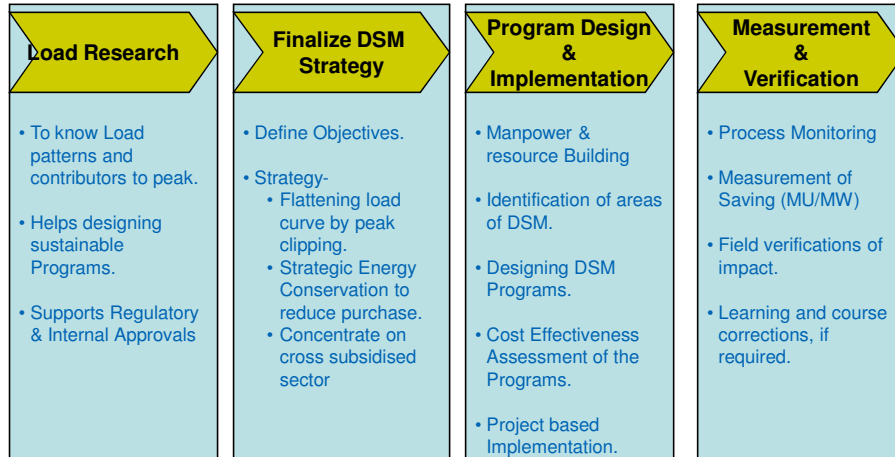 Load Research
• To know Load
patterns and
contributors to peak.
• Helps designing
sustainable
Programs.
• Supports Regulatory
& Internal Approvals
Finalize DSM
Strategy
• Define Objectives.
• Strategy-
• Flattening load
curve by peak
clipping.
• Strategic Energy
Conservation to
reduce purchase.
• Concentrate on
cross subsidised
sector
Program Design
&
Implementation
• Manpower &
resource Building
• Identification of areas
of DSM.
• Designing DSM
Programs.
• Cost Effectiveness
Assessment of the
Programs.
• Project based
Implementation.
Measurement
&
Verification
• Process Monitoring
• Measurement of
Saving (MU/MW)
• Field verifications of
impact.
• Learning and course
corrections, if
required.